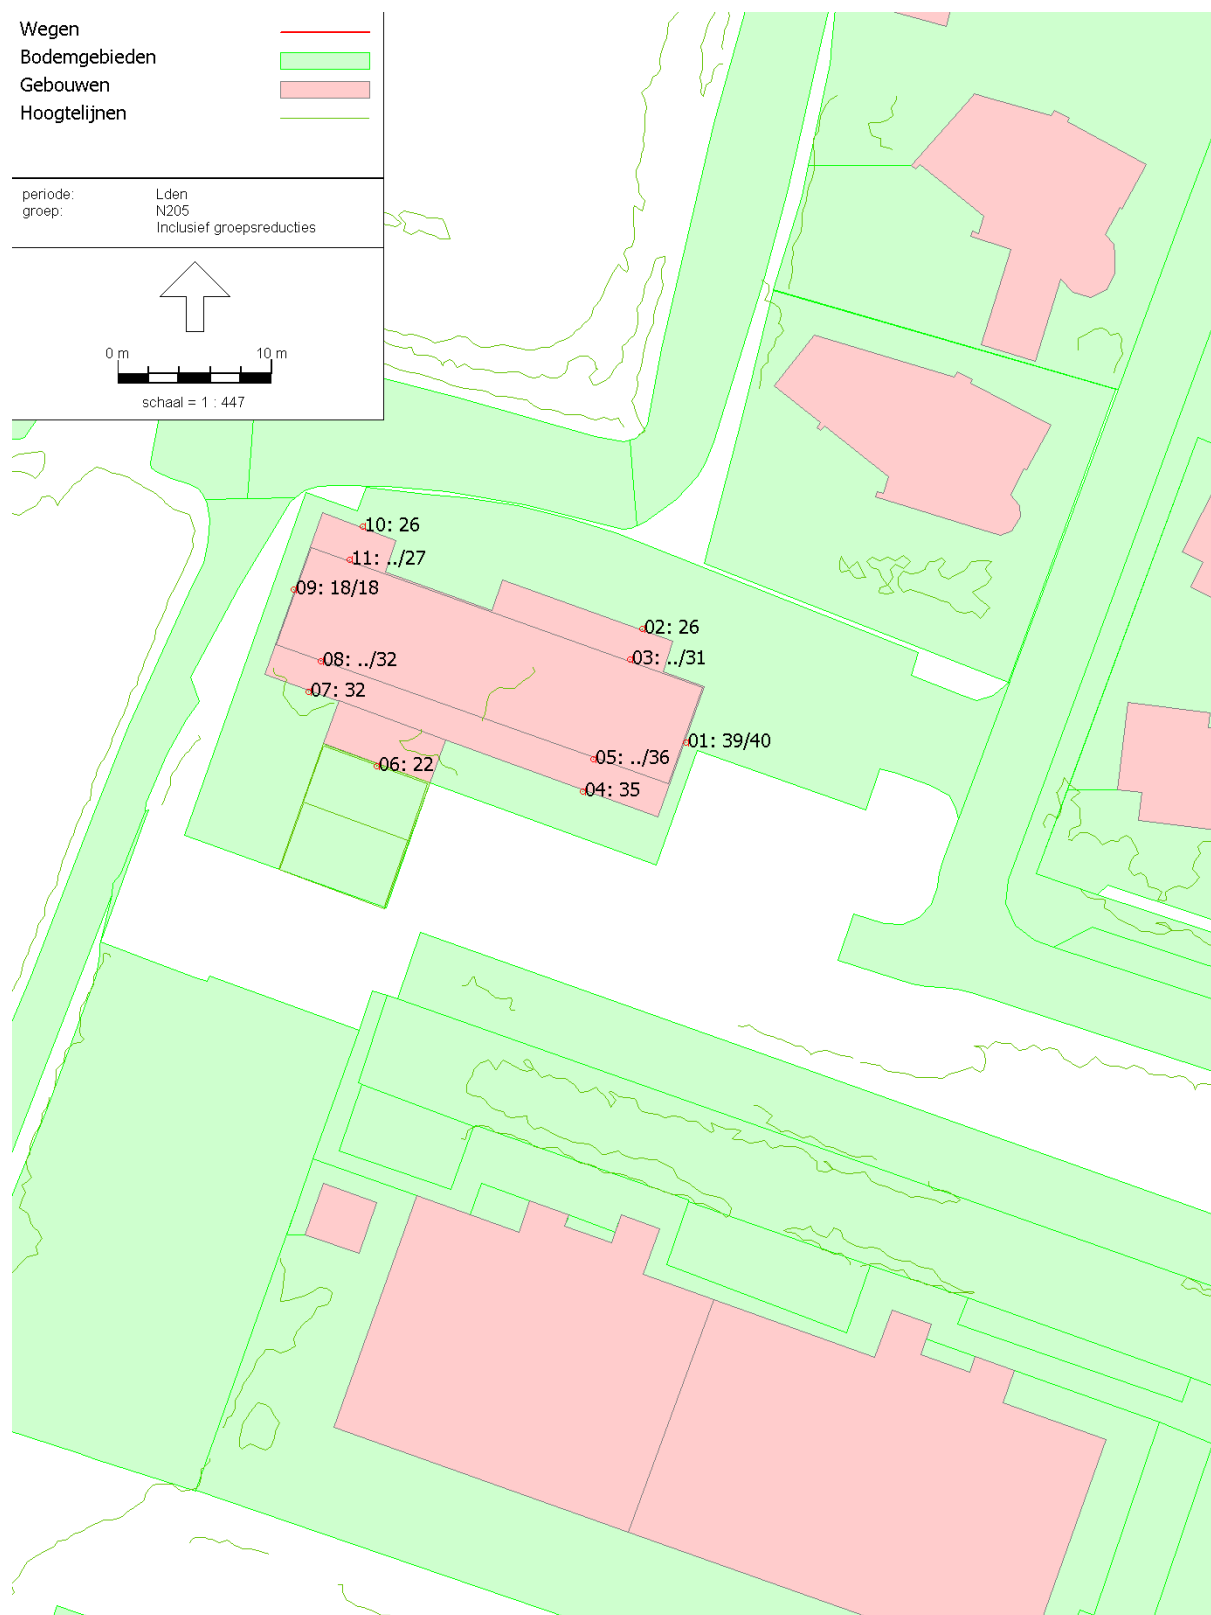 Wegen
Bodemgebieden
Gebouwen
Hoogtelijnen
periode: Lden
groep: N205
Inclusief groepsreducties
0 m 10 m
schaal = 1 : 447
10: 26
11: ../27
09: 18/18
02: 26
03: ../31
08: ../32
07: 32
01: 39/40
05: ../36
06: 22
04: 35